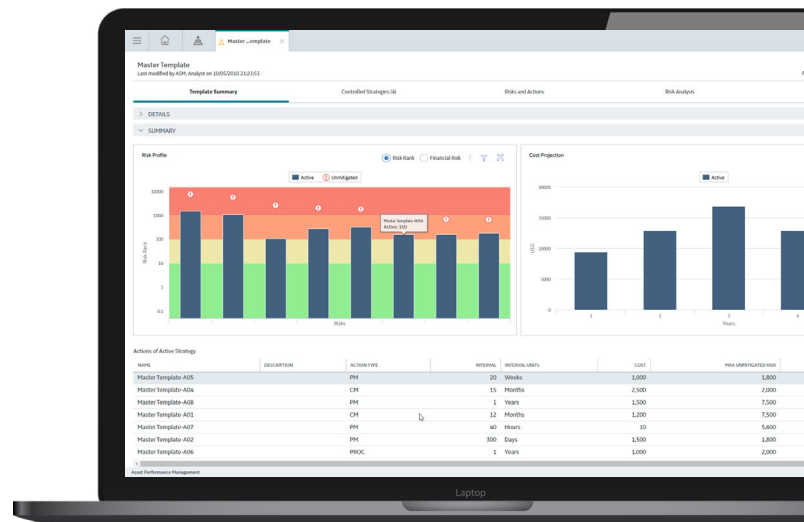 Master ...emplate
Master Template
Last modified by ASM, Analyst on 10/05/2010 21:23:53
Template Summary
Controlled Strategies (4)
Risks and Actions
Risk Analysis
DETAILS
SUMMARY
Risk Profile
Risk Rank
Financial Risk
Active
Unmitigated
10000
1000
100
10
1
0.1
Risk Rank
Risks
Active: 160
Cost Projection
Active
20000
15000
10000
5000
0
USD
1 2 3 4
Years
Actions of Active Strategy
NAME DESCRIPTION ACTION TYPE INTERVAL INTERVAL UNITS COST MAX UNMITIGATED RISK
Master Template-A05 PM 20 Weeks 1,000 1,800
Master Template-A04 CM 15 Months 2,500 2,000
Master Template-A08 PM 1 Years 1,500 7,500
Master Template-A01 CM 12 Months 1,200 7,500
Master Template-A07 PM 40 Hours 10 5,600
Master Template-A02 PM 300 Days 1,500 1,800
Master Template-A06 PROC 1 Years 1,000 2,000
Asset Performance Management
Laptop